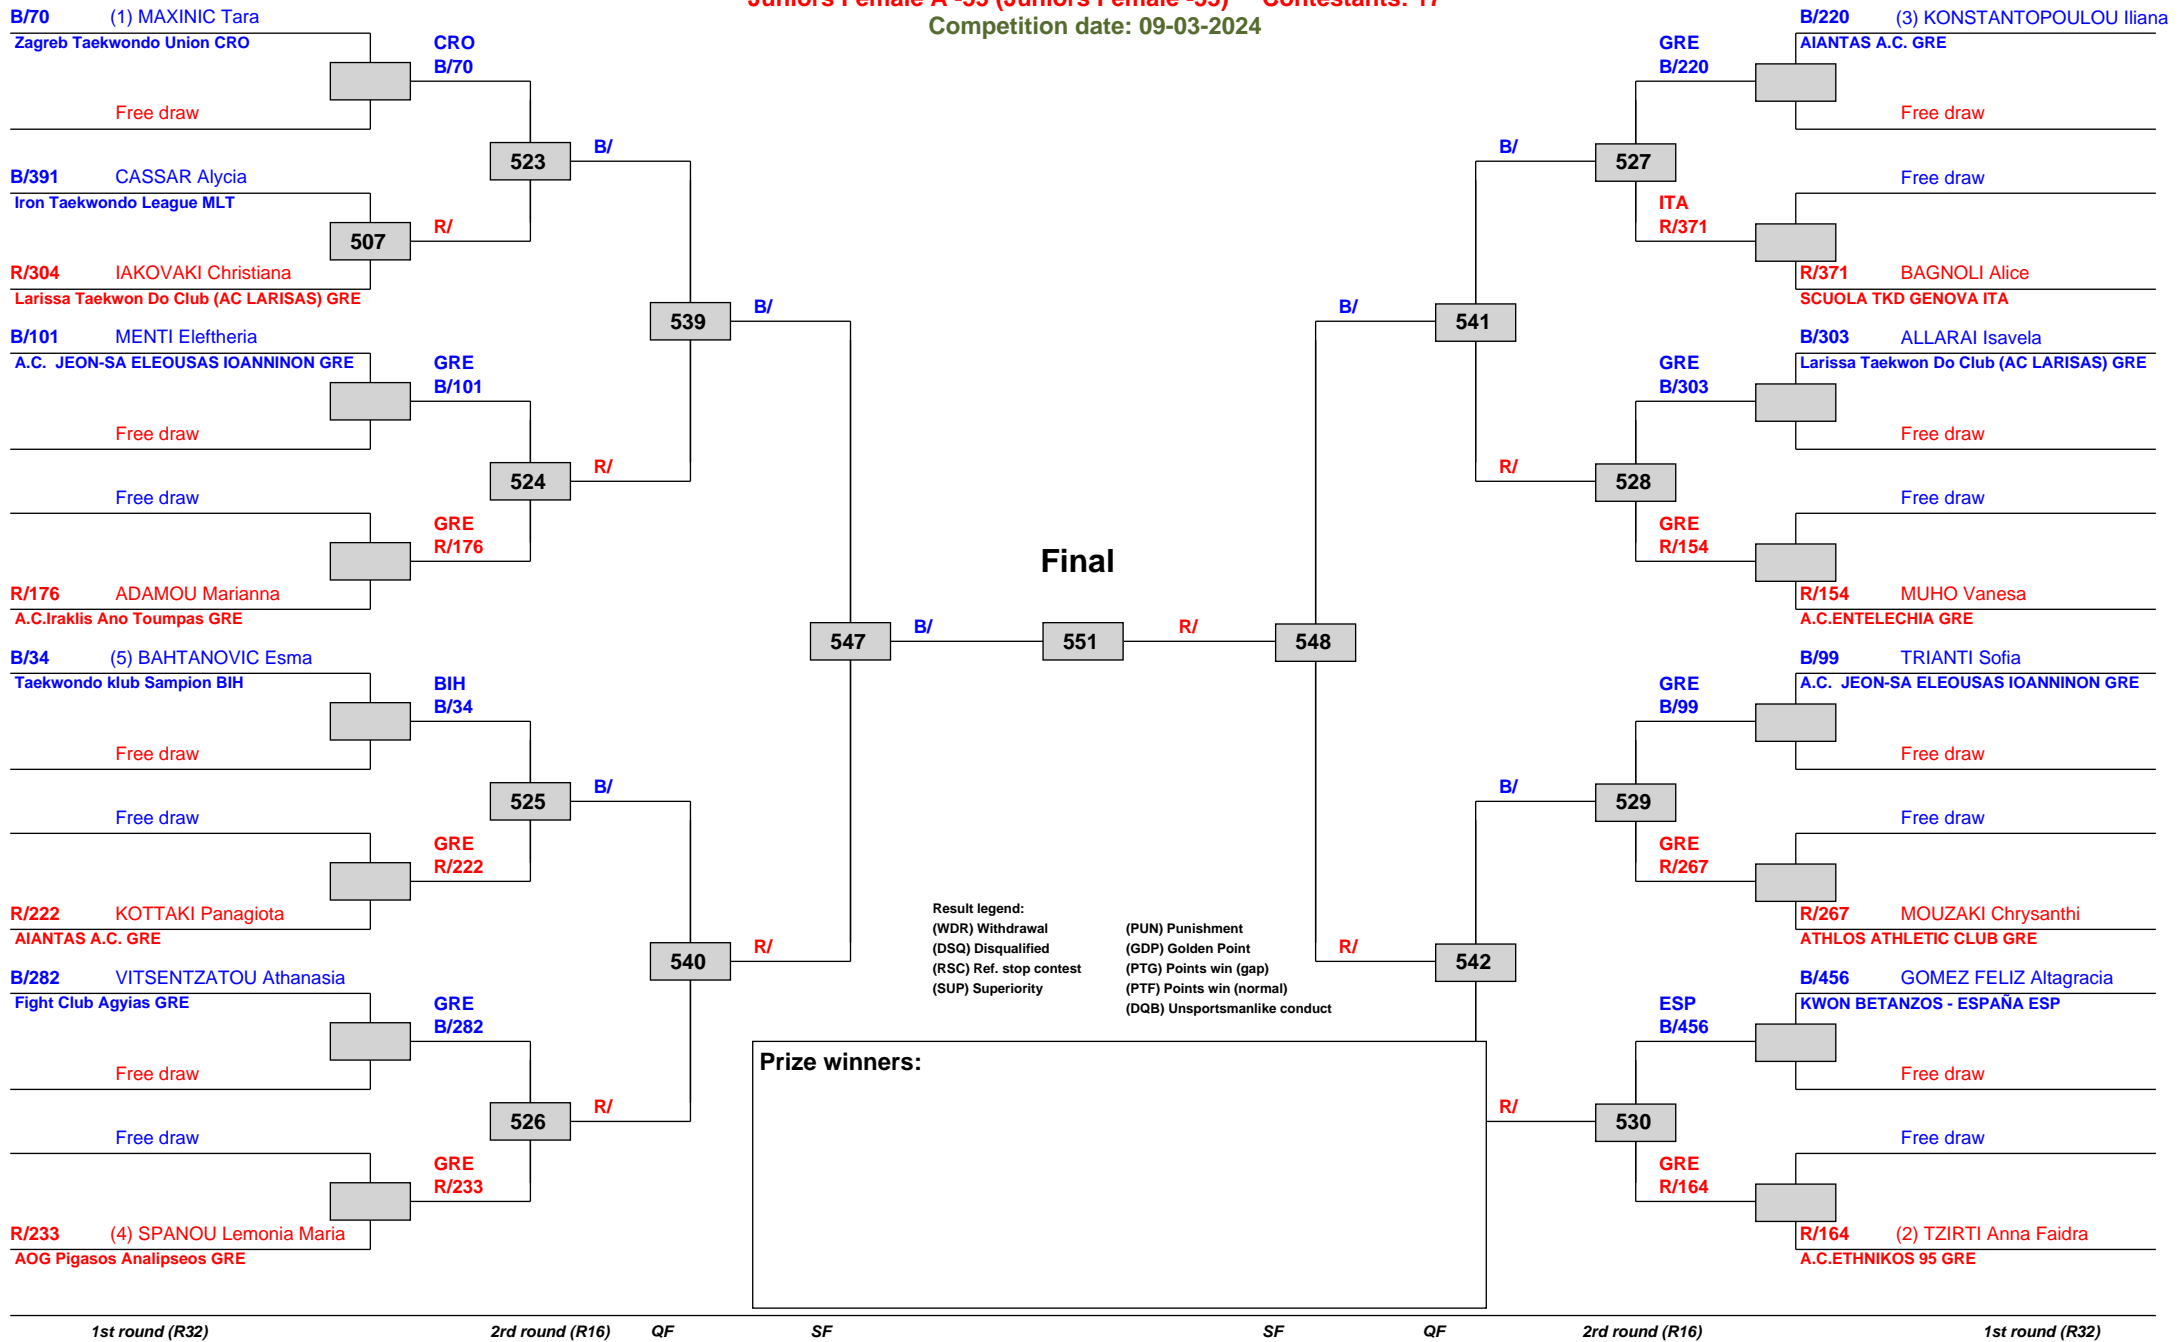 Competition date: 09-03-2024
B/70 (1) MAXINIC Tara
Zagreb Taekwondo Union CRO
CRO
B/70
Free draw
523
B/
B/391 CASSAR Alycia
Iron Taekwondo League MLT
507
R/
R/304 IAKOVAKI Christiana
Larissa Taekwon Do Club (AC LARISAS) GRE
539
B/
B/101 MENTI Eleftheria
A.C. JEON-SA ELEOUSAS IOANNINON GRE
GRE
B/101
Free draw
524
R/
Free draw
GRE
R/176
R/176 ADAMOU Marianna
A.C.Iraklis Ano Toumpas GRE
547
B/
B/34 (5) BAHTANOVIC Esma
Taekwondo klub Sampion BIH
BIH
B/34
Free draw
525
B/
Free draw
GRE
R/222
R/222 KOTTAKI Panagiota
AIANTAS A.C. GRE
540
R/
B/282 VITSENTZATOU Athanasia
Fight Club Agyias GRE
GRE
B/282
Free draw
526
R/
Free draw
GRE
R/233
R/233 (4) SPANOU Lemonia Maria
AOG Pigasos Analipseos GRE
Final
551
R/
548
B/220 (3) KONSTANTOPOULOU Iliana
AIANTAS A.C. GRE
GRE
B/220
Free draw
B/
527
Free draw
ITA
R/371
R/371 BAGNOLI Alice
SCUOLA TKD GENOVA ITA
B/
541
B/303 ALLARAI Isavela
Larissa Taekwon Do Club (AC LARISAS) GRE
GRE
B/303
Free draw
R/
528
Free draw
GRE
R/154
R/154 MUHO Vanesa
A.C.ENTELECHIA GRE
B/99 TRIANTI Sofia
A.C. JEON-SA ELEOUSAS IOANNINON GRE
GRE
B/99
Free draw
B/
529
Free draw
GRE
R/267
R/267 MOUZAKI Chrysanthi
ATHLOS ATHLETIC CLUB GRE
R/
542
B/456 GOMEZ FELIZ Altagracia
KWON BETANZOS - ESPAÑA ESP
ESP
B/456
Free draw
R/
530
Free draw
GRE
R/164
R/164 (2) TZIRTI Anna Faidra
A.C.ETHNIKOS 95 GRE
Result legend:
(WDR) Withdrawal (PUN) Punishment
(DSQ) Disqualified (GDP) Golden Point
(RSC) Ref. stop contest (PTG) Points win (gap)
(SUP) Superiority (PTF) Points win (normal)
(DQB) Unsportsmanlike conduct
Prize winners:
1st round (R32) 2rd round (R16) QF SF SF QF 2rd round (R16) 1st round (R32)